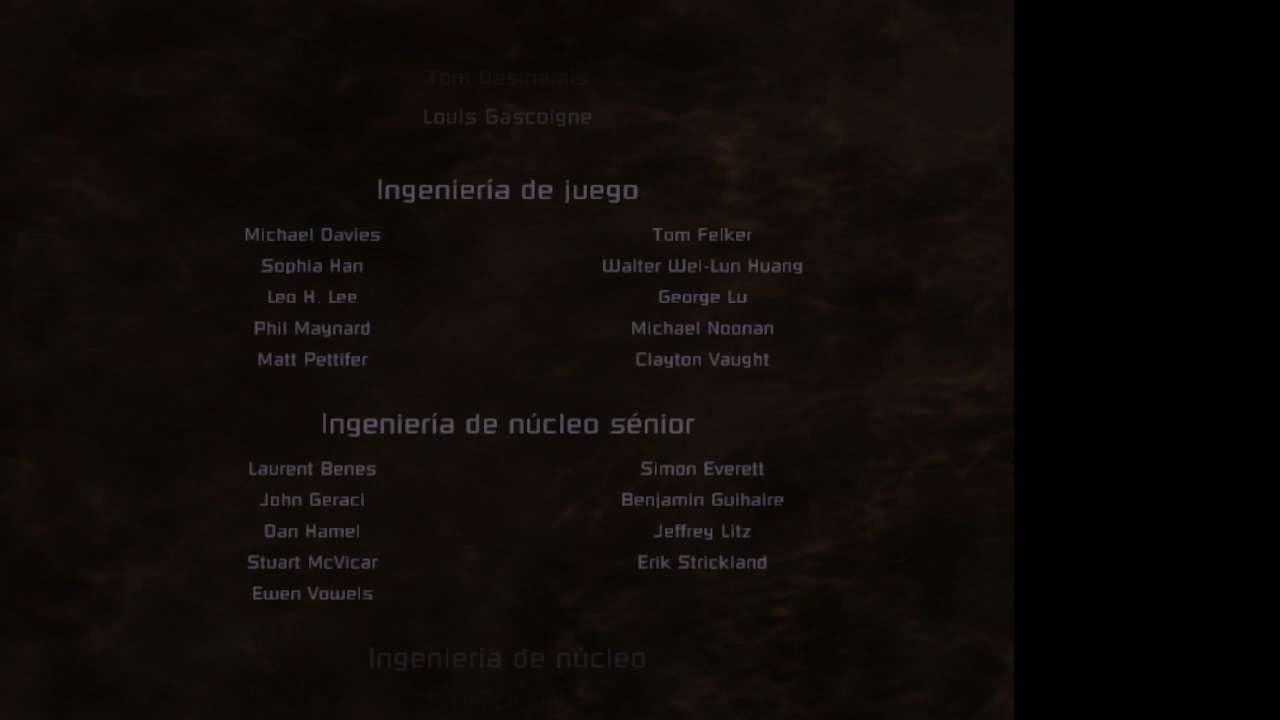 Tom Desmarais
Louis Gascoigne
Ingeniería de juego
Michael Davies Tom Felker
Sophia Han Walter Wei-Lun Huang
Leo H. Lee George Lu
Phil Maynard Michael Noonan
Matt Pettifer Clayton Vaught
Ingeniería de núcleo sénior
Laurent Benes Simon Everett
John Geraci Benjamin Guihaire
Dan Hamel Jeffrey Litz
Stuart McVicar Erik Strickland
Ewen Vowels
Ingeniería de núcleo